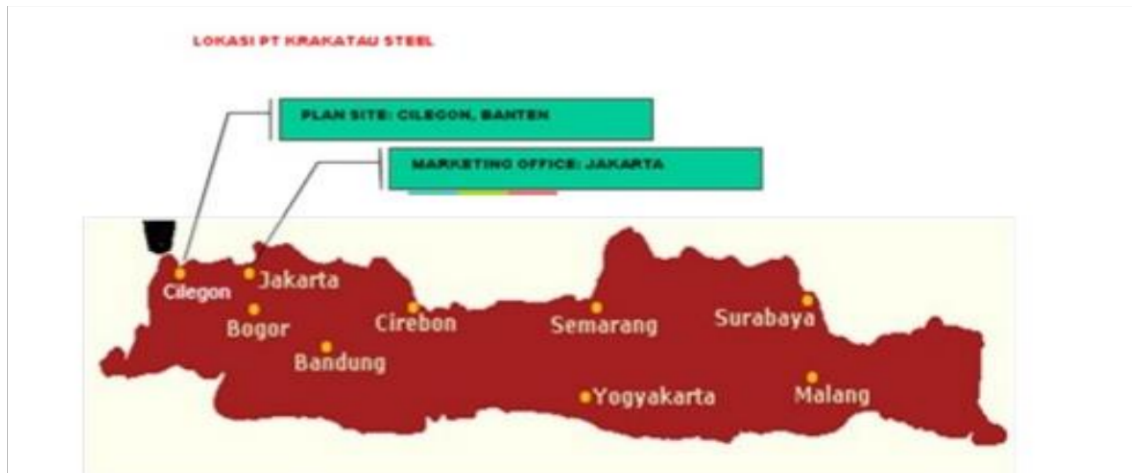 LOKASI PT KRAKATAU STEEL
PLAN SITE: CILEGON, BANTEN
MARKETING OFFICE: JAKARTA
Cilegon
Jakarta
Bogor
Bandung
Cirebon
Semarang
Yogyakarta
Surabaya
Malang